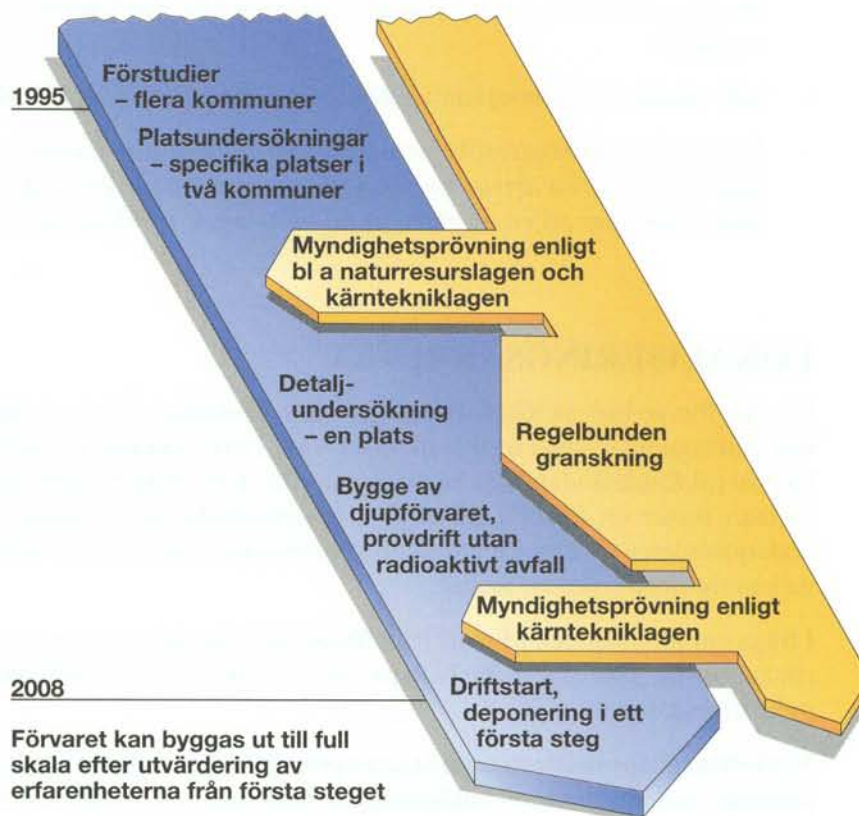 1995
Förstudier
– flera kommuner
Platsundersökningar
– specifika platser i
två kommuner
Myndighetsprövning enligt
bl a naturresurslagen och
kärntekniklagen
Detalj-
undersökning
– en plats
Regelbunden
granskning
Bygge av
djupförvaret,
provdrift utan
radioaktivt avfall
Myndighetsprövning enligt
kärntekniklagen
2008
Driftstart,
deponering i ett
första steg
Förvaret kan byggas ut till full
skala efter utvärdering av
erfarenheterna från första steget